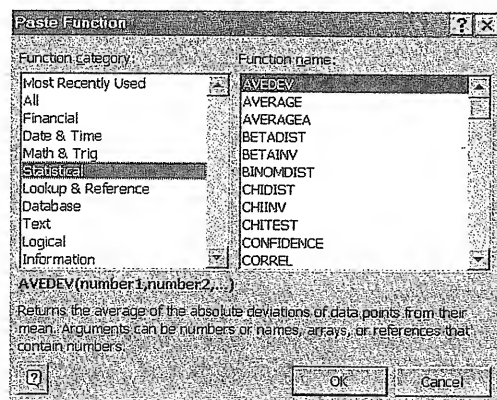 Paste Function
? ×
Function category:
Function name:
Most Recently Used
All
Financial
Date & Time
Math & Trig
Statistical
Lookup & Reference
Database
Text
Logical
Information
AVEDEV
AVERAGE
AVERAGEA
BETADIST
BETAINV
BINOMDIST
CHIDIST
CHIINV
CHITEST
CONFIDENCE
CORREL
AVEDEV(number1,number2,...)
Returns the average of the absolute deviations of data points from their
mean. Arguments can be numbers or names, arrays, or references that
contain numbers.
?
OK
Cancel